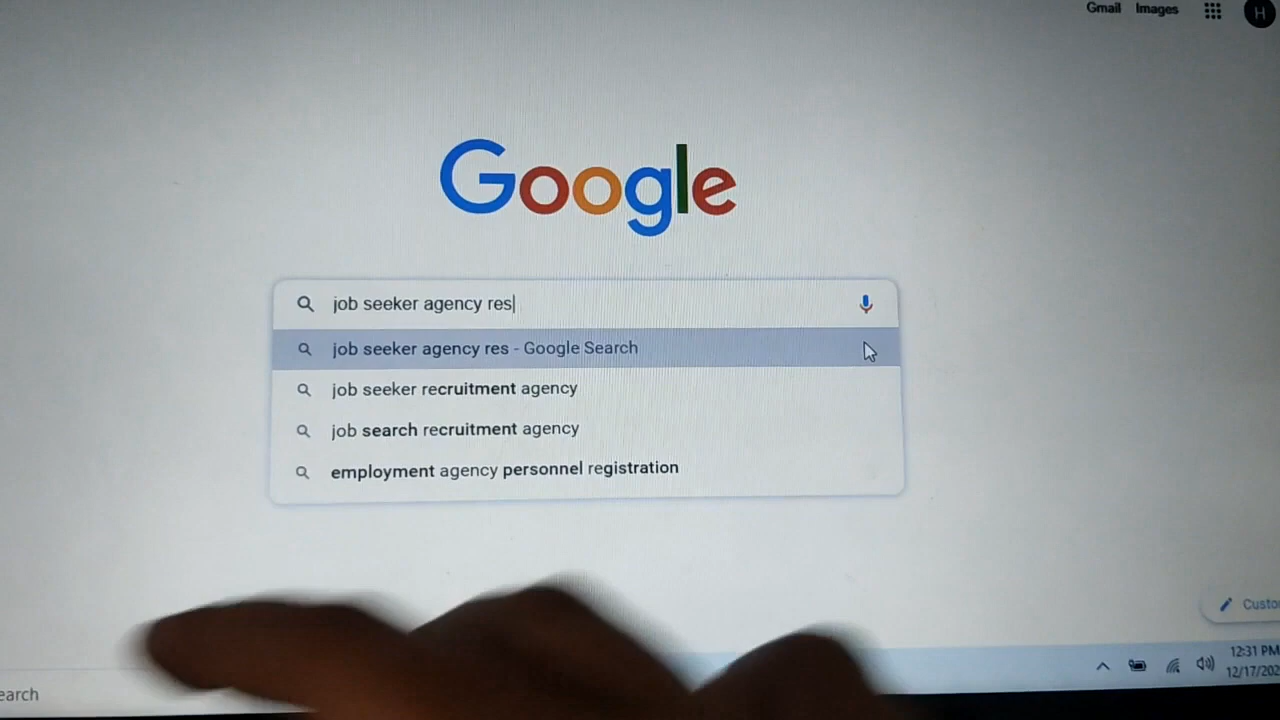 Gmail Images
H
Google
job seeker agency res
job seeker agency res - Google Search
job seeker recruitment agency
job search recruitment agency
employment agency personnel registration
Custo
12:31 PM
12/17/202
earch